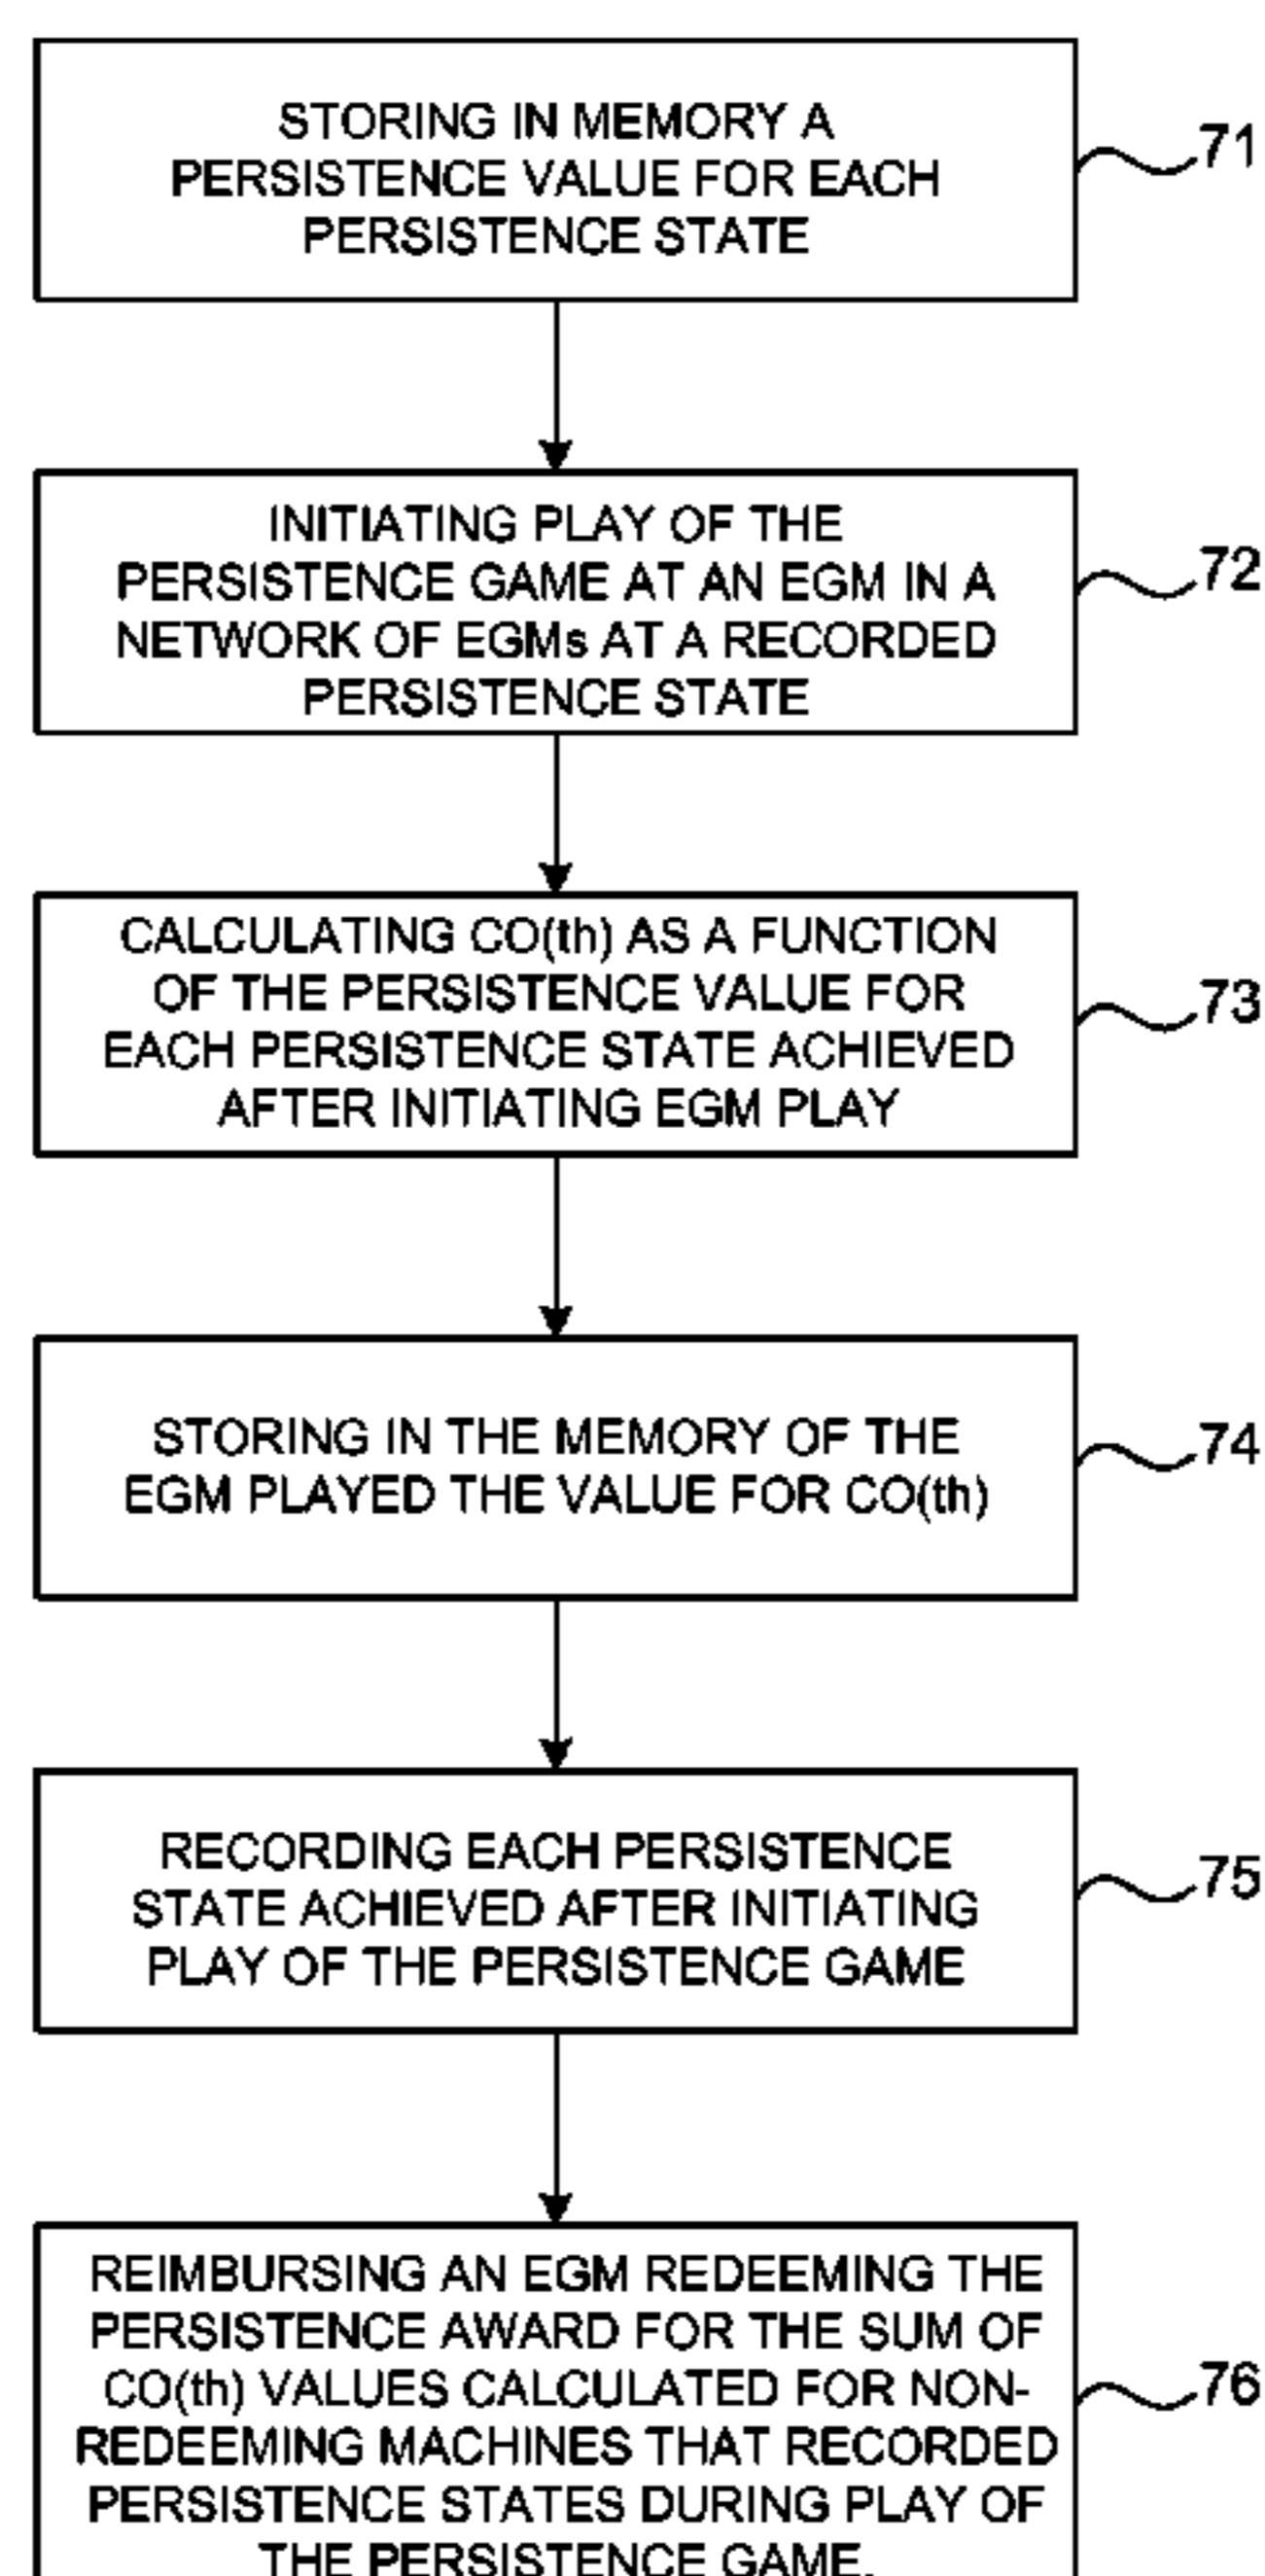 STORING IN MEMORY A
PERSISTENCE VALUE FOR EACH
PERSISTENCE STATE
71
INITIATING PLAY OF THE
PERSISTENCE GAME AT AN EGM IN A
NETWORK OF EGMs AT A RECORDED
PERSISTENCE STATE
72
CALCULATING CO(th) AS A FUNCTION
OF THE PERSISTENCE VALUE FOR
EACH PERSISTENCE STATE ACHIEVED
AFTER INITIATING EGM PLAY
73
STORING IN THE MEMORY OF THE
EGM PLAYED THE VALUE FOR CO(th)
74
RECORDING EACH PERSISTENCE
STATE ACHIEVED AFTER INITIATING
PLAY OF THE PERSISTENCE GAME
75
REIMBURSING AN EGM REDEEMING THE
PERSISTENCE AWARD FOR THE SUM OF
CO(th) VALUES CALCULATED FOR NON-
REDEEMING MACHINES THAT RECORDED
PERSISTENCE STATES DURING PLAY OF
THE PERSISTENCE GAME.
76